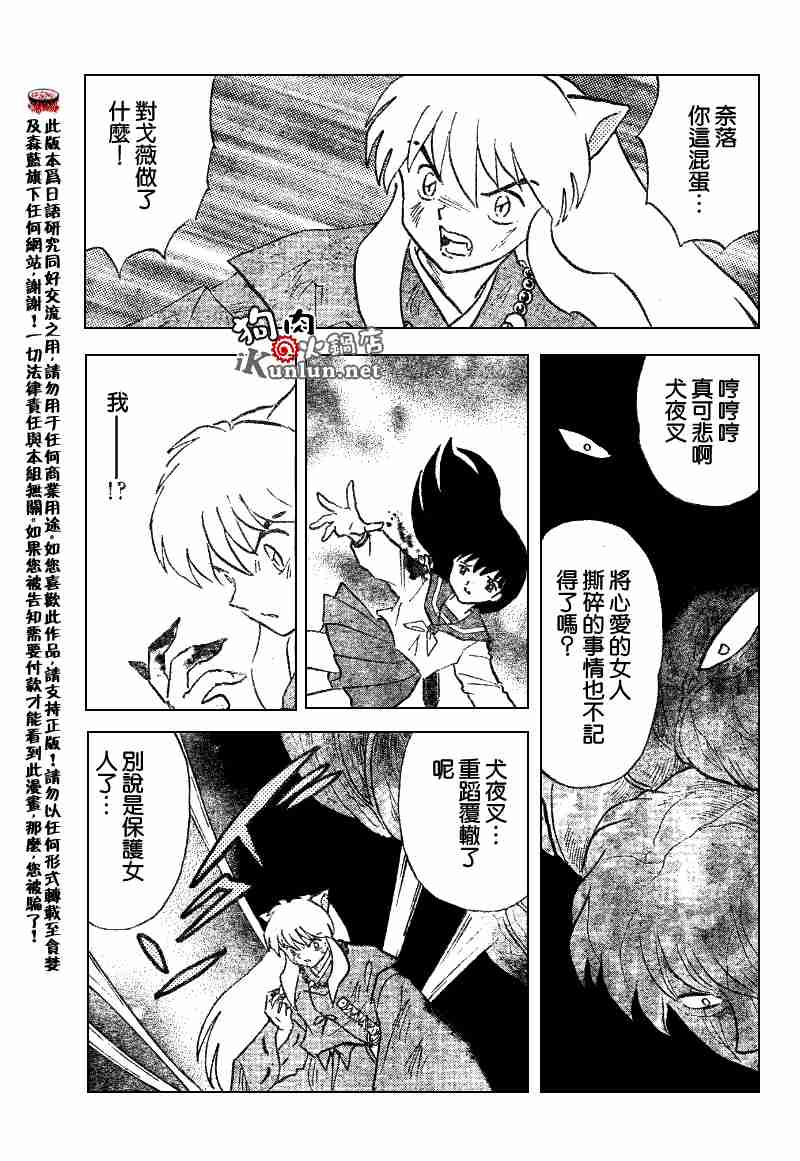 奈落
你這混蛋…
對戈薇做了
什麼！
狗肉火鍋店
iKunlun.net
哼哼哼
真可悲啊
犬夜叉
將心愛的女人
撕碎的事情也不記
得了嗎？
我——!?
犬夜叉…
重蹈覆轍了
呢
別說是保護女
人了…
此版本爲日語研究同好交流之用，請勿用于任何商業用途。如您喜歡此作品，請支持正版！請勿以任何形式轉載至貪婪
及森藍旗下任何網站，謝謝！一切法律責任與本組無關。如果您被告知需要付款才能看到此漫畫，那麼，您被騙了！